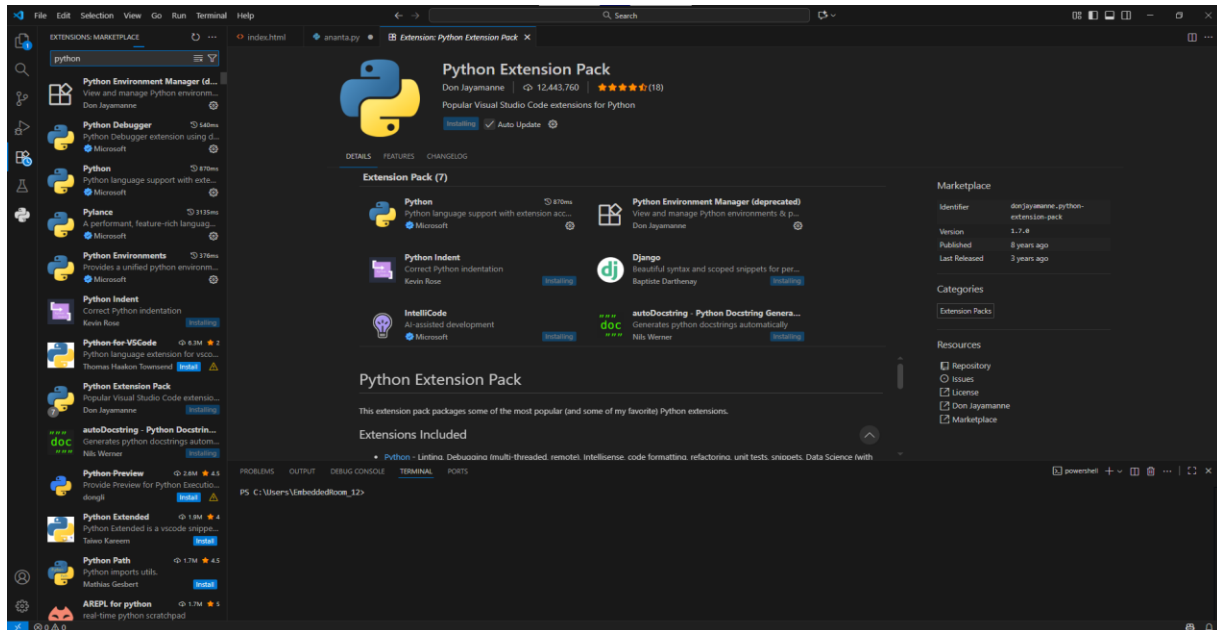 File Edit Selection View Go Run Terminal Help
Search
EXTENSIONS: MARKETPLACE
python
Python Environment Manager (d...
View and manage Python environm...
Don Jayamanne
Python Debugger 540ms
Python Debugger extension using d...
Microsoft
Python 870ms
Python language support with exte...
Microsoft
Pylance 3135ms
A performant, feature-rich languag...
Microsoft
Python Environments 376ms
Provides a unified python environm...
Microsoft
Python Indent
Correct Python indentation
Kevin Rose Installing
Python for VSCode 6.3M 2
Python language extension for vsco...
Thomas Haakon Townsend Install
Python Extension Pack
Popular Visual Studio Code extensio...
7 Don Jayamanne Installing
autoDocstring - Python Docstrin...
Generates python docstrings autom...
Nils Werner Installing
Python Preview 2.8M 4.5
Provide Preview for Python Executio...
dongli Install
Python Extended 1.9M 4
Python Extended is a vscode snippe...
Taiwo Kareem Install
Python Path 1.7M 4.5
Python imports utils.
Mathias Gesbert Install
AREPL for python 1.7M 5
real-time python scratchpad
index.html ananta.py Extension: Python Extension Pack
Python Extension Pack
Don Jayamanne 12,443,760 (18)
Popular Visual Studio Code extensions for Python
Installing Auto Update
DETAILS FEATURES CHANGELOG
Extension Pack (7)
Python 870ms
Python language support with extension acc...
Microsoft
Python Environment Manager (deprecated)
View and manage Python environments & p...
Don Jayamanne
Python Indent
Correct Python indentation
Kevin Rose Installing
dj
Django
Beautiful syntax and scoped snippets for per...
Baptiste Darthenay Installing
IntelliCode
AI-assisted development
Microsoft Installing
""" doc """
autoDocstring - Python Docstring Genera...
Generates python docstrings automatically
Nils Werner Installing
Python Extension Pack
This extension pack packages some of the most popular (and some of my favorite) Python extensions.
Extensions Included
• Python - Linting, Debugging (multi-threaded, remote), Intellisense, code formatting, refactoring, unit tests, snippets, Data Science (with
Marketplace
Identifier donjayamanne.python-extension-pack
Version 1.7.0
Published 8 years ago
Last Released 3 years ago
Categories
Extension Packs
Resources
Repository
Issues
License
Don Jayamanne
Marketplace
PROBLEMS OUTPUT DEBUG CONSOLE TERMINAL PORTS
powershell
PS C:\Users\EmbeddedRoom_12>
0 0 0